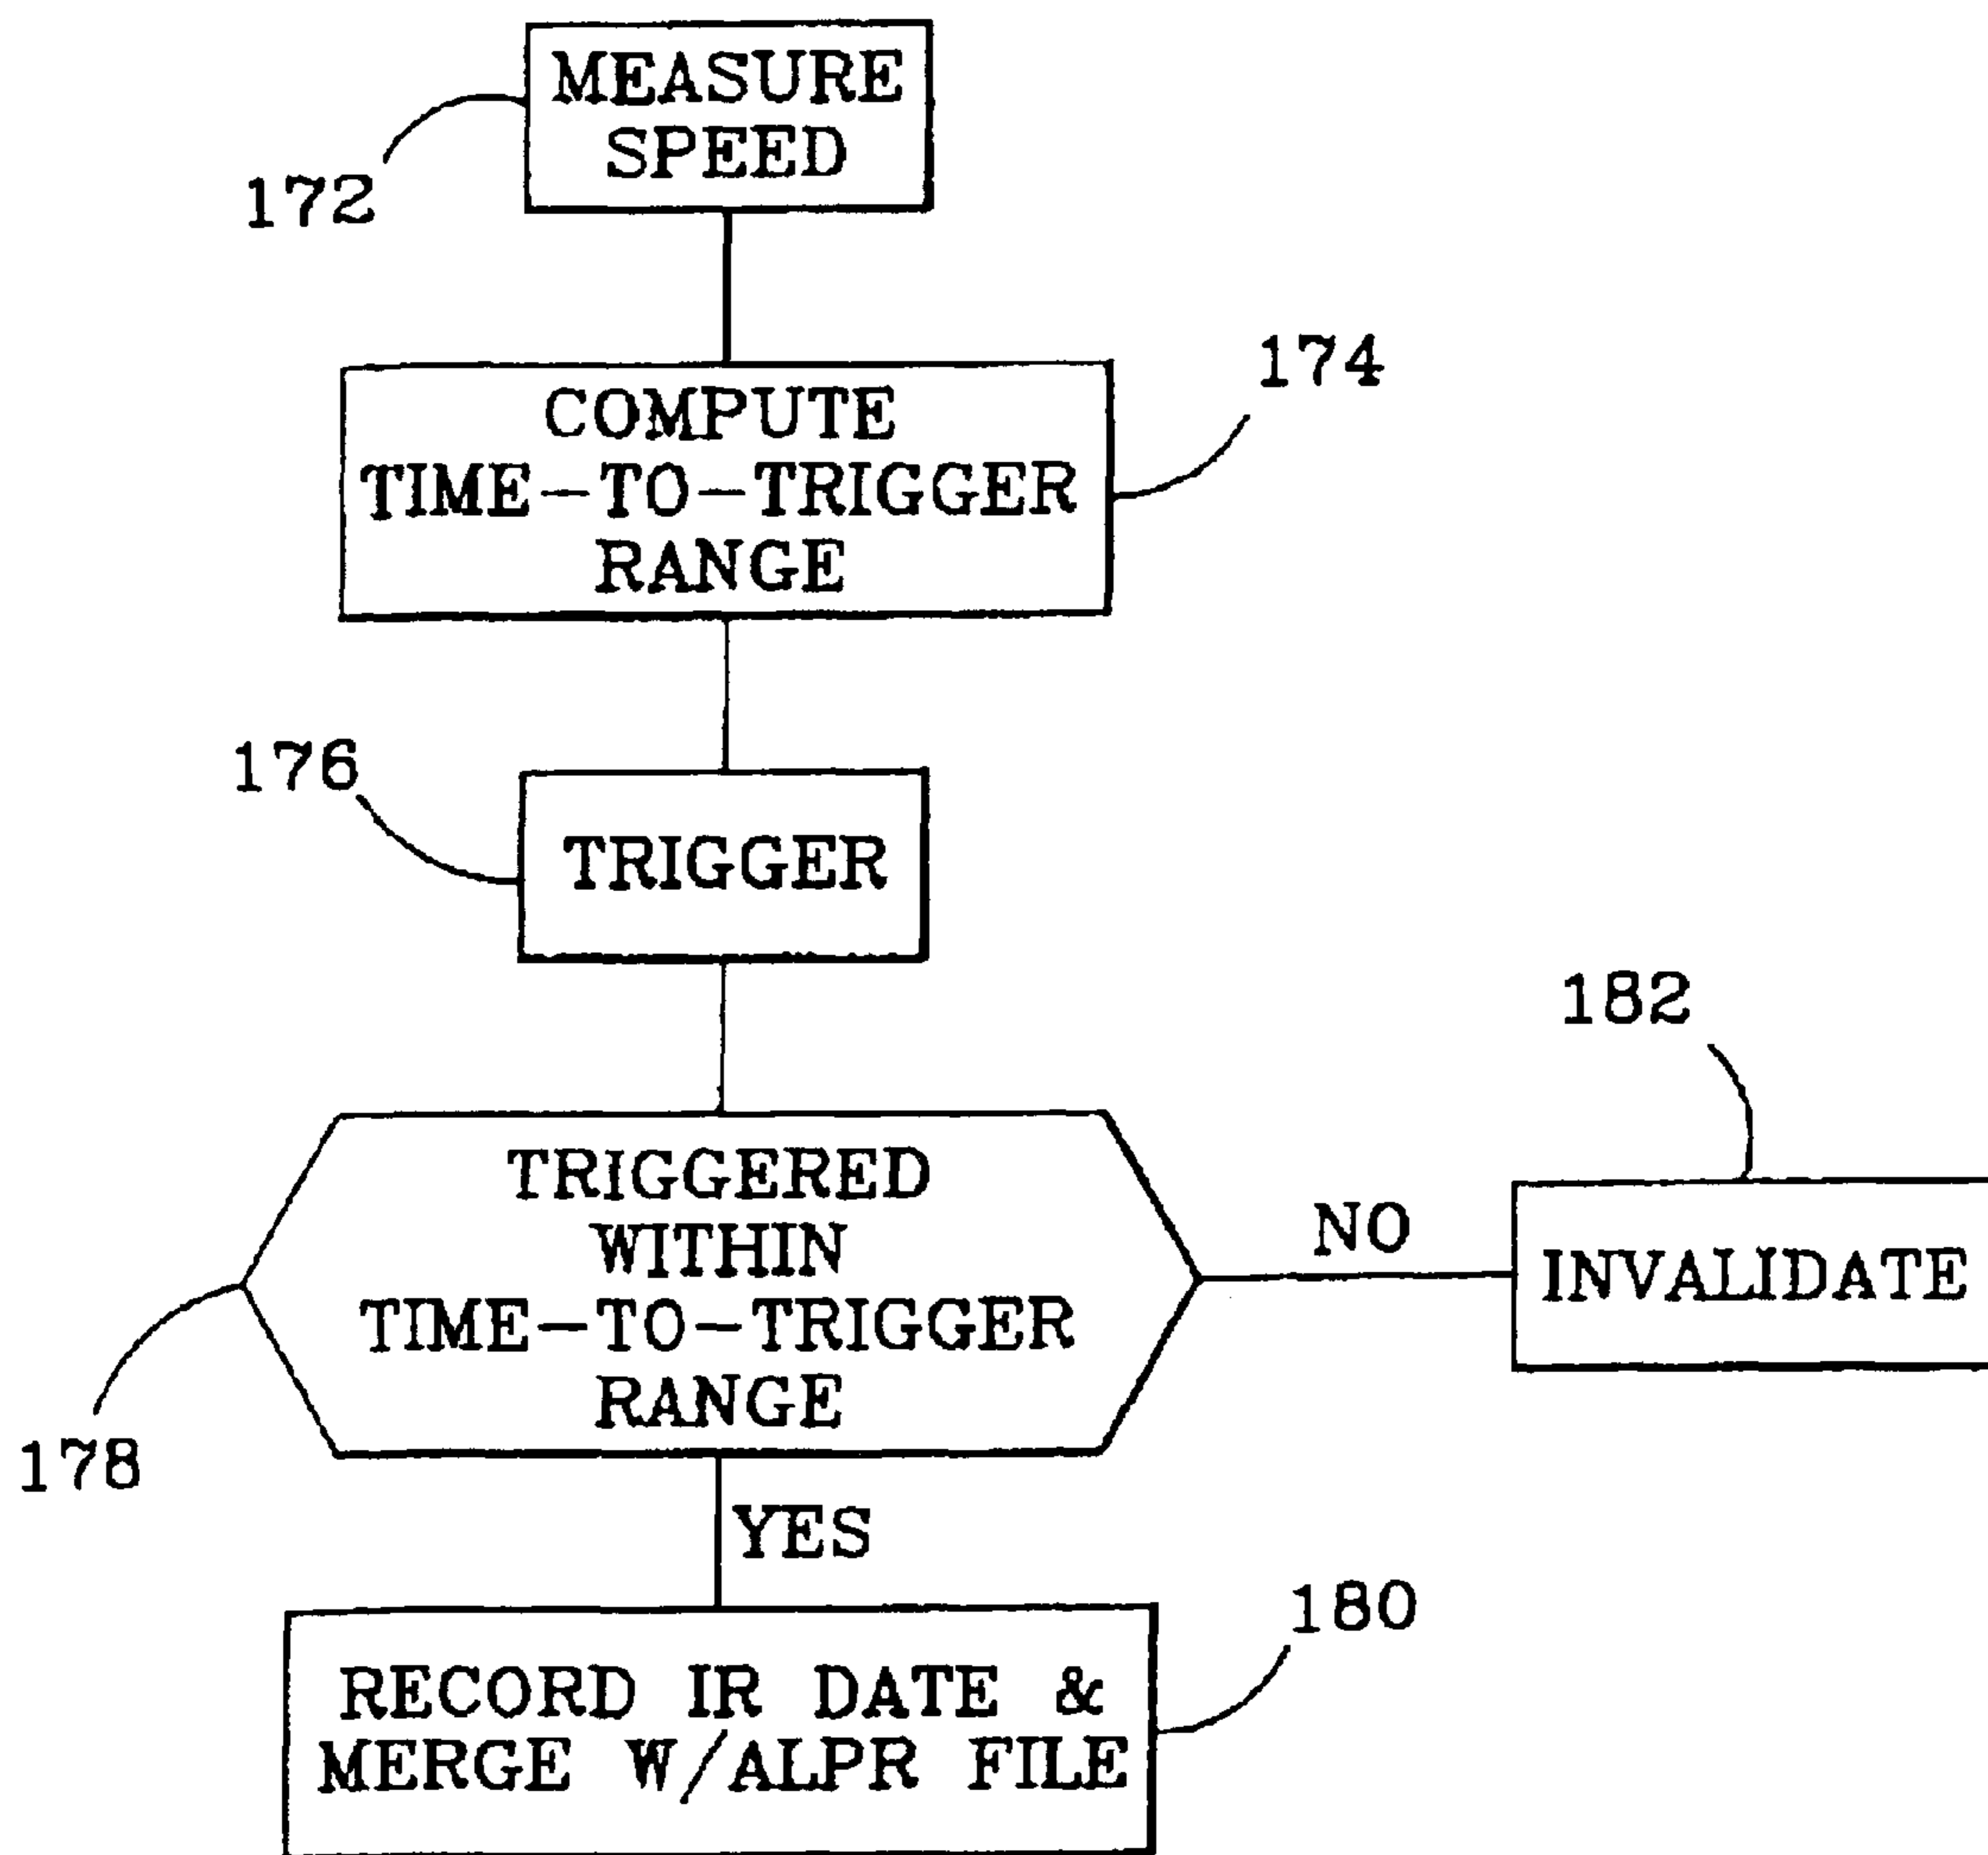 MEASURE
SPEED
172
174
COMPUTE
TIME-TO-TRIGGER
RANGE
176
TRIGGER
182
TRIGGERED
WITHIN
TIME-TO-TRIGGER
RANGE
NO
INVALIDATE
178
YES
180
RECORD IR DATE &
MERGE W/ALPR FILE